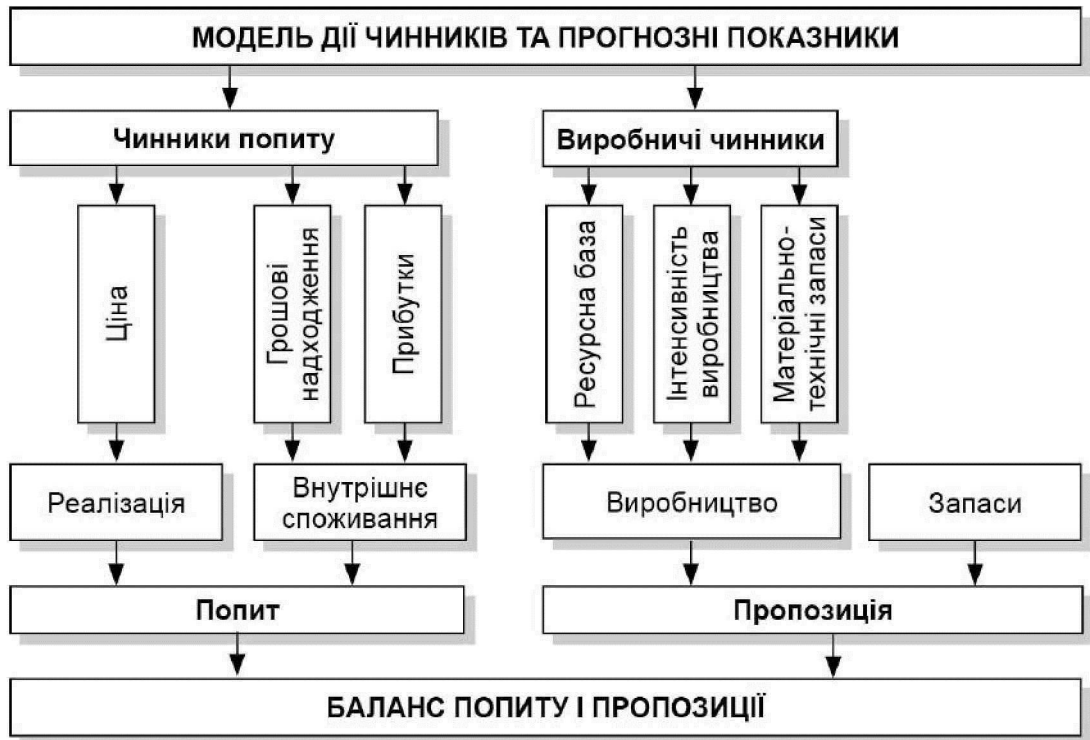 МОДЕЛЬ ДІЇ ЧИННИКІВ ТА ПРОГНОЗНІ ПОКАЗНИКИ
Чинники попиту
Виробничі чинники
Ціна
Грошові
надходження
Прибутки
Ресурсна база
Інтенсивність
виробництва
Матеріально-
технічні запаси
Реалізація
Внутрішнє
споживання
Виробництво
Запаси
Попит
Пропозиція
БАЛАНС ПОПИТУ І ПРОПОЗИЦІЇ